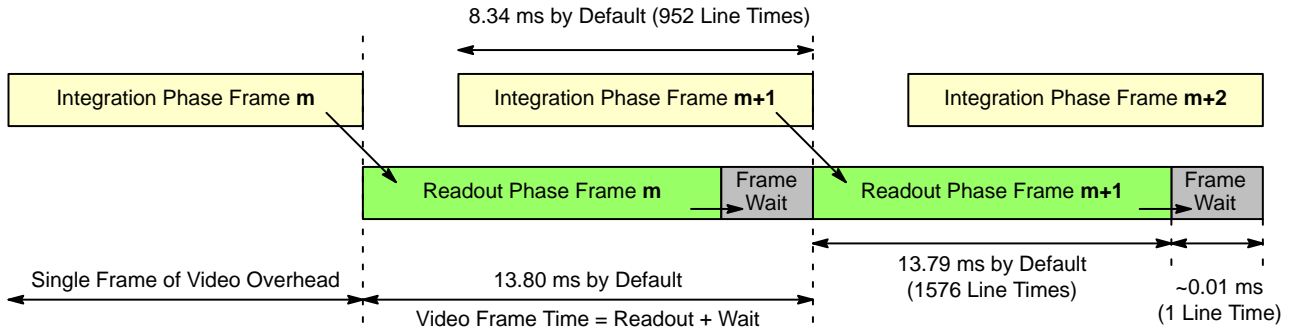 8.34 ms by Default (952 Line Times)
Integration Phase Frame m
Integration Phase Frame m+1
Integration Phase Frame m+2
Readout Phase Frame m
Frame
Wait
Readout Phase Frame m+1
Frame
Wait
Single Frame of Video Overhead
13.80 ms by Default
Video Frame Time = Readout + Wait
13.79 ms by Default
(1576 Line Times)
~0.01 ms
(1 Line Time)